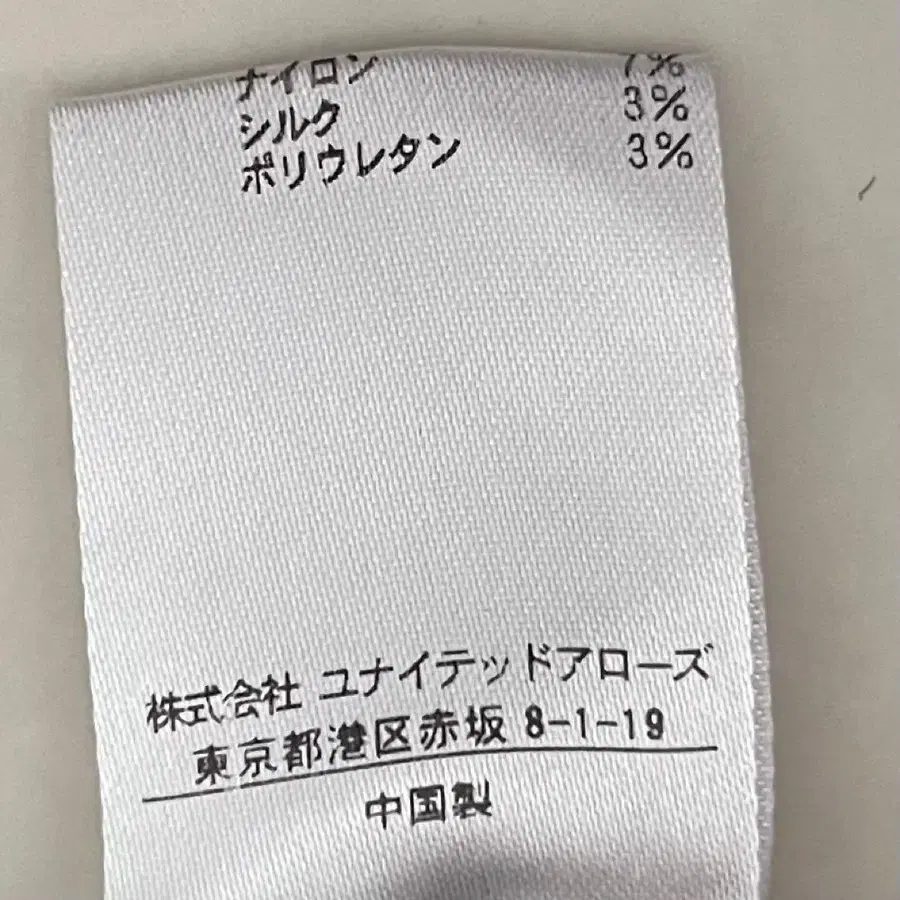 ナイロン 7%
シルク 3%
ポリウレタン 3%
株式会社 ユナイテッドアローズ
東京都港区赤坂 8-1-19
中国製